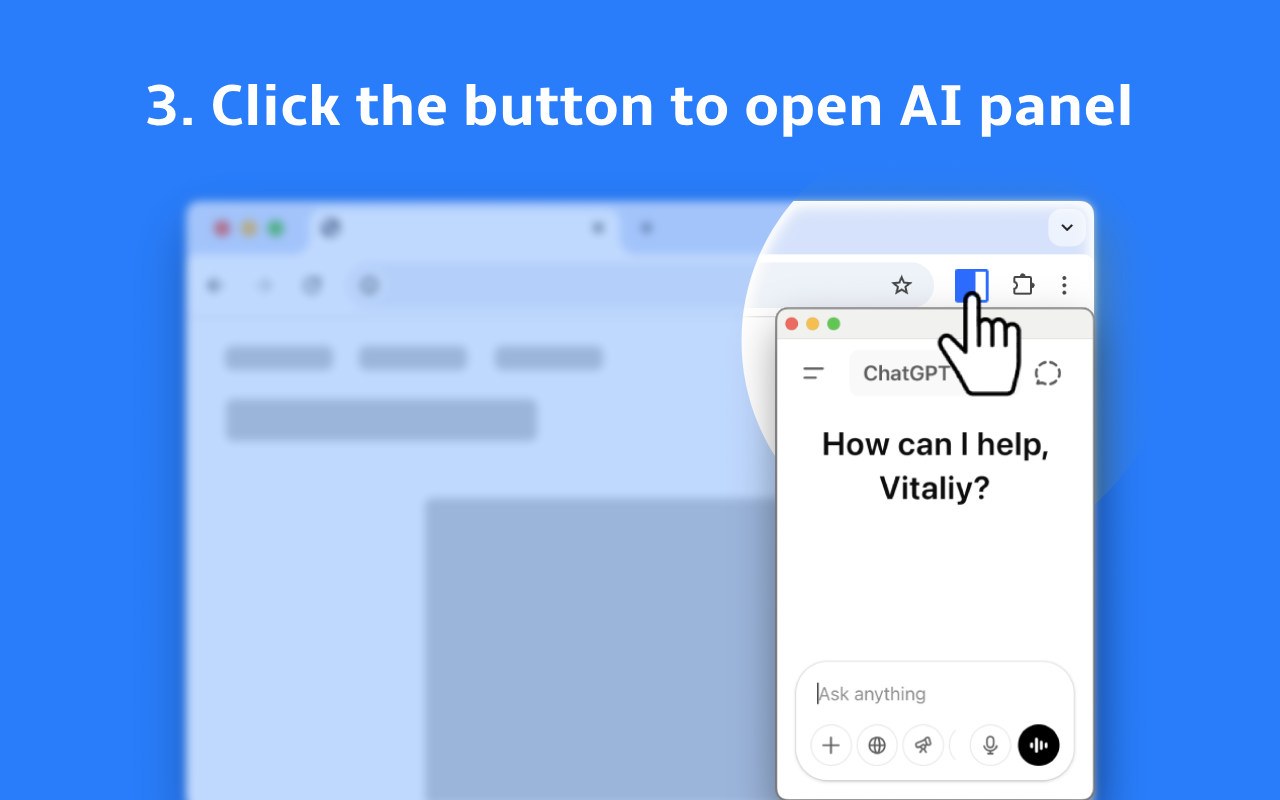 3. Click the button to open AI panel
ChatGPT
How can I help,
Vitaliy?
Ask anything